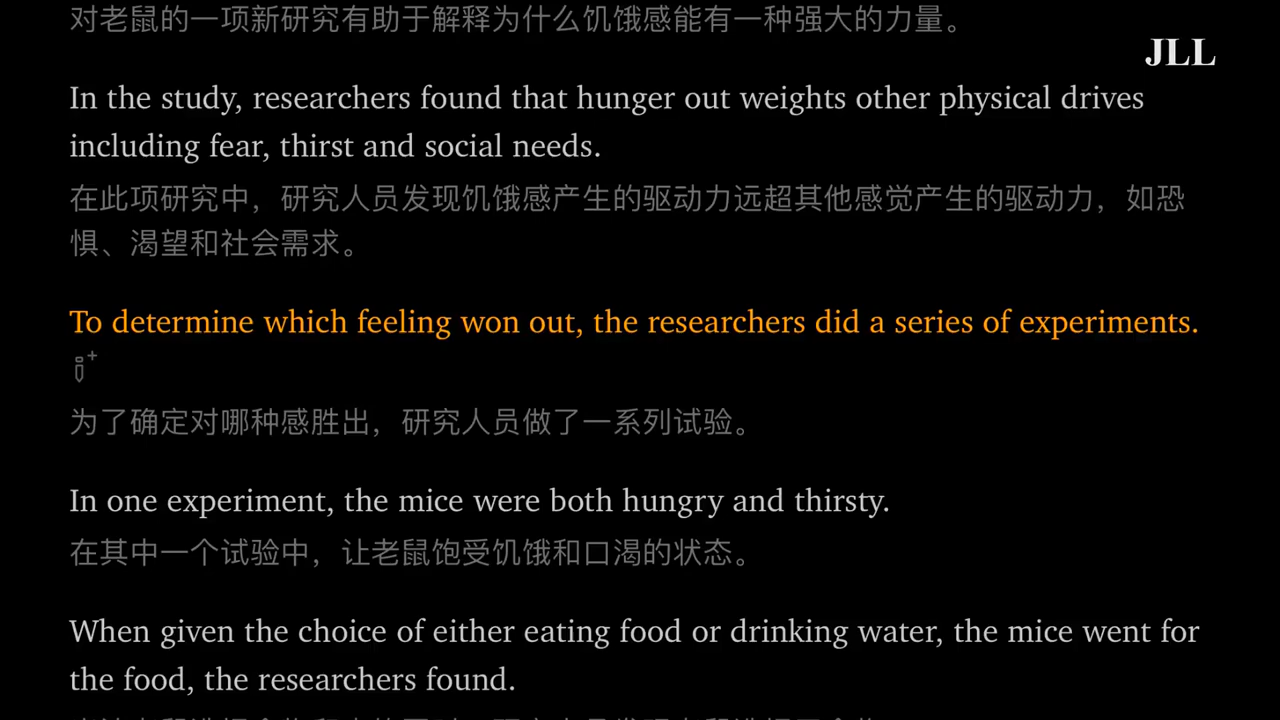 对老鼠的一项新研究有助于解释为什么饥饿感能有一种强大的力量。
JLL
In the study, researchers found that hunger out weights other physical drives
including fear, thirst and social needs.
在此项研究中，研究人员发现饥饿感产生的驱动力远超其他感觉产生的驱动力，如恐
惧、渴望和社会需求。
To determine which feeling won out, the researchers did a series of experiments.
为了确定对哪种感胜出，研究人员做了一系列试验。
In one experiment, the mice were both hungry and thirsty.
在其中一个试验中，让老鼠饱受饥饿和口渴的状态。
When given the choice of either eating food or drinking water, the mice went for
the food, the researchers found.